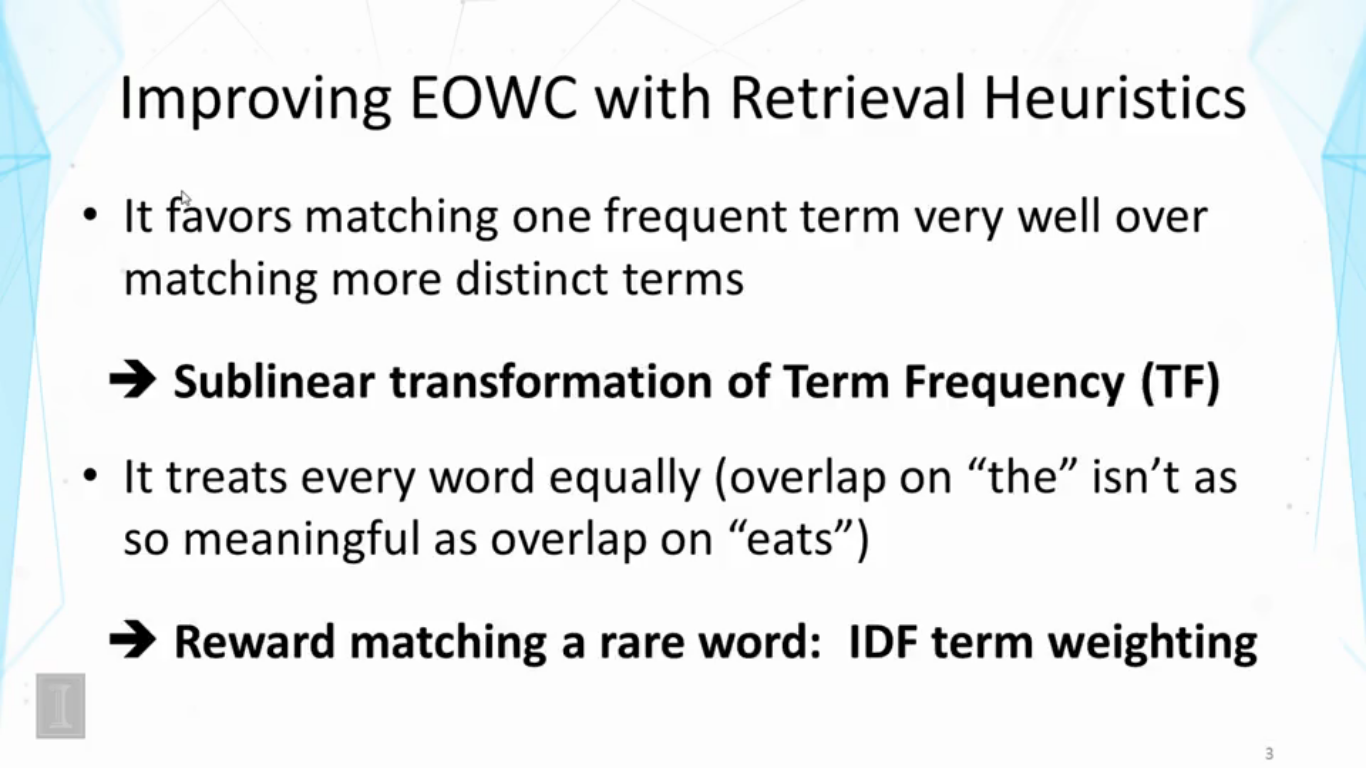 Improving EOWC with Retrieval Heuristics
• It favors matching one frequent term very well over
matching more distinct terms
➔ Sublinear transformation of Term Frequency (TF)
• It treats every word equally (overlap on “the” isn’t as
so meaningful as overlap on “eats”)
➔ Reward matching a rare word:  IDF term weighting
I
3